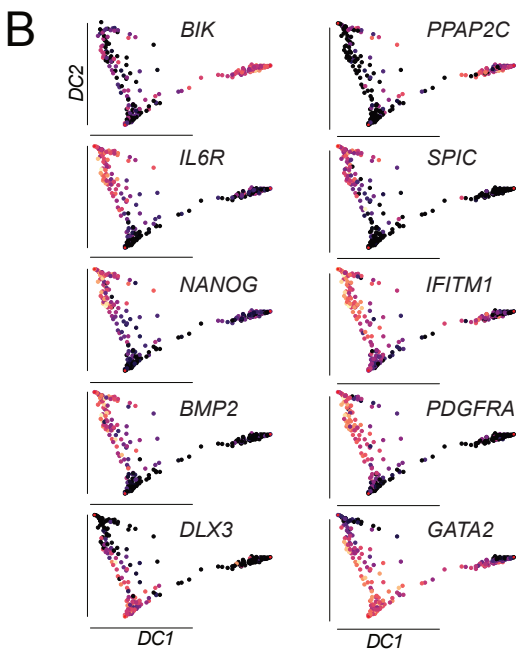 B
BIK
PPAP2C
DC2
IL6R
SPIC
NANOG
IFITM1
BMP2
PDGFRA
DLX3
GATA2
DC1
DC1